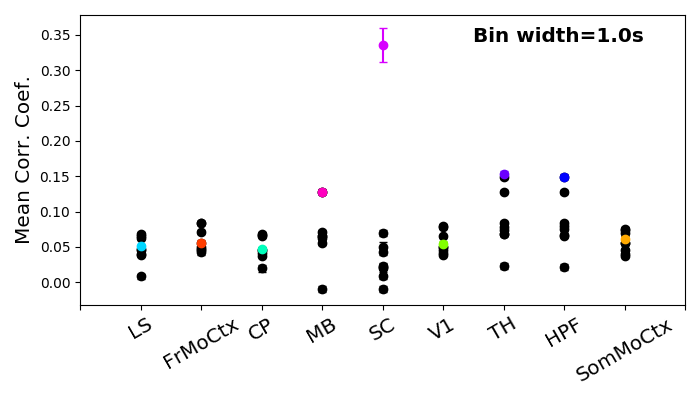 Bin width=1.0s
Mean Corr. Coef.
0.35
0.30
0.25
0.20
0.15
0.10
0.05
0.00
LS
FrMoCtx
CP
MB
SC
V1
TH
HPF
SomMoCtx